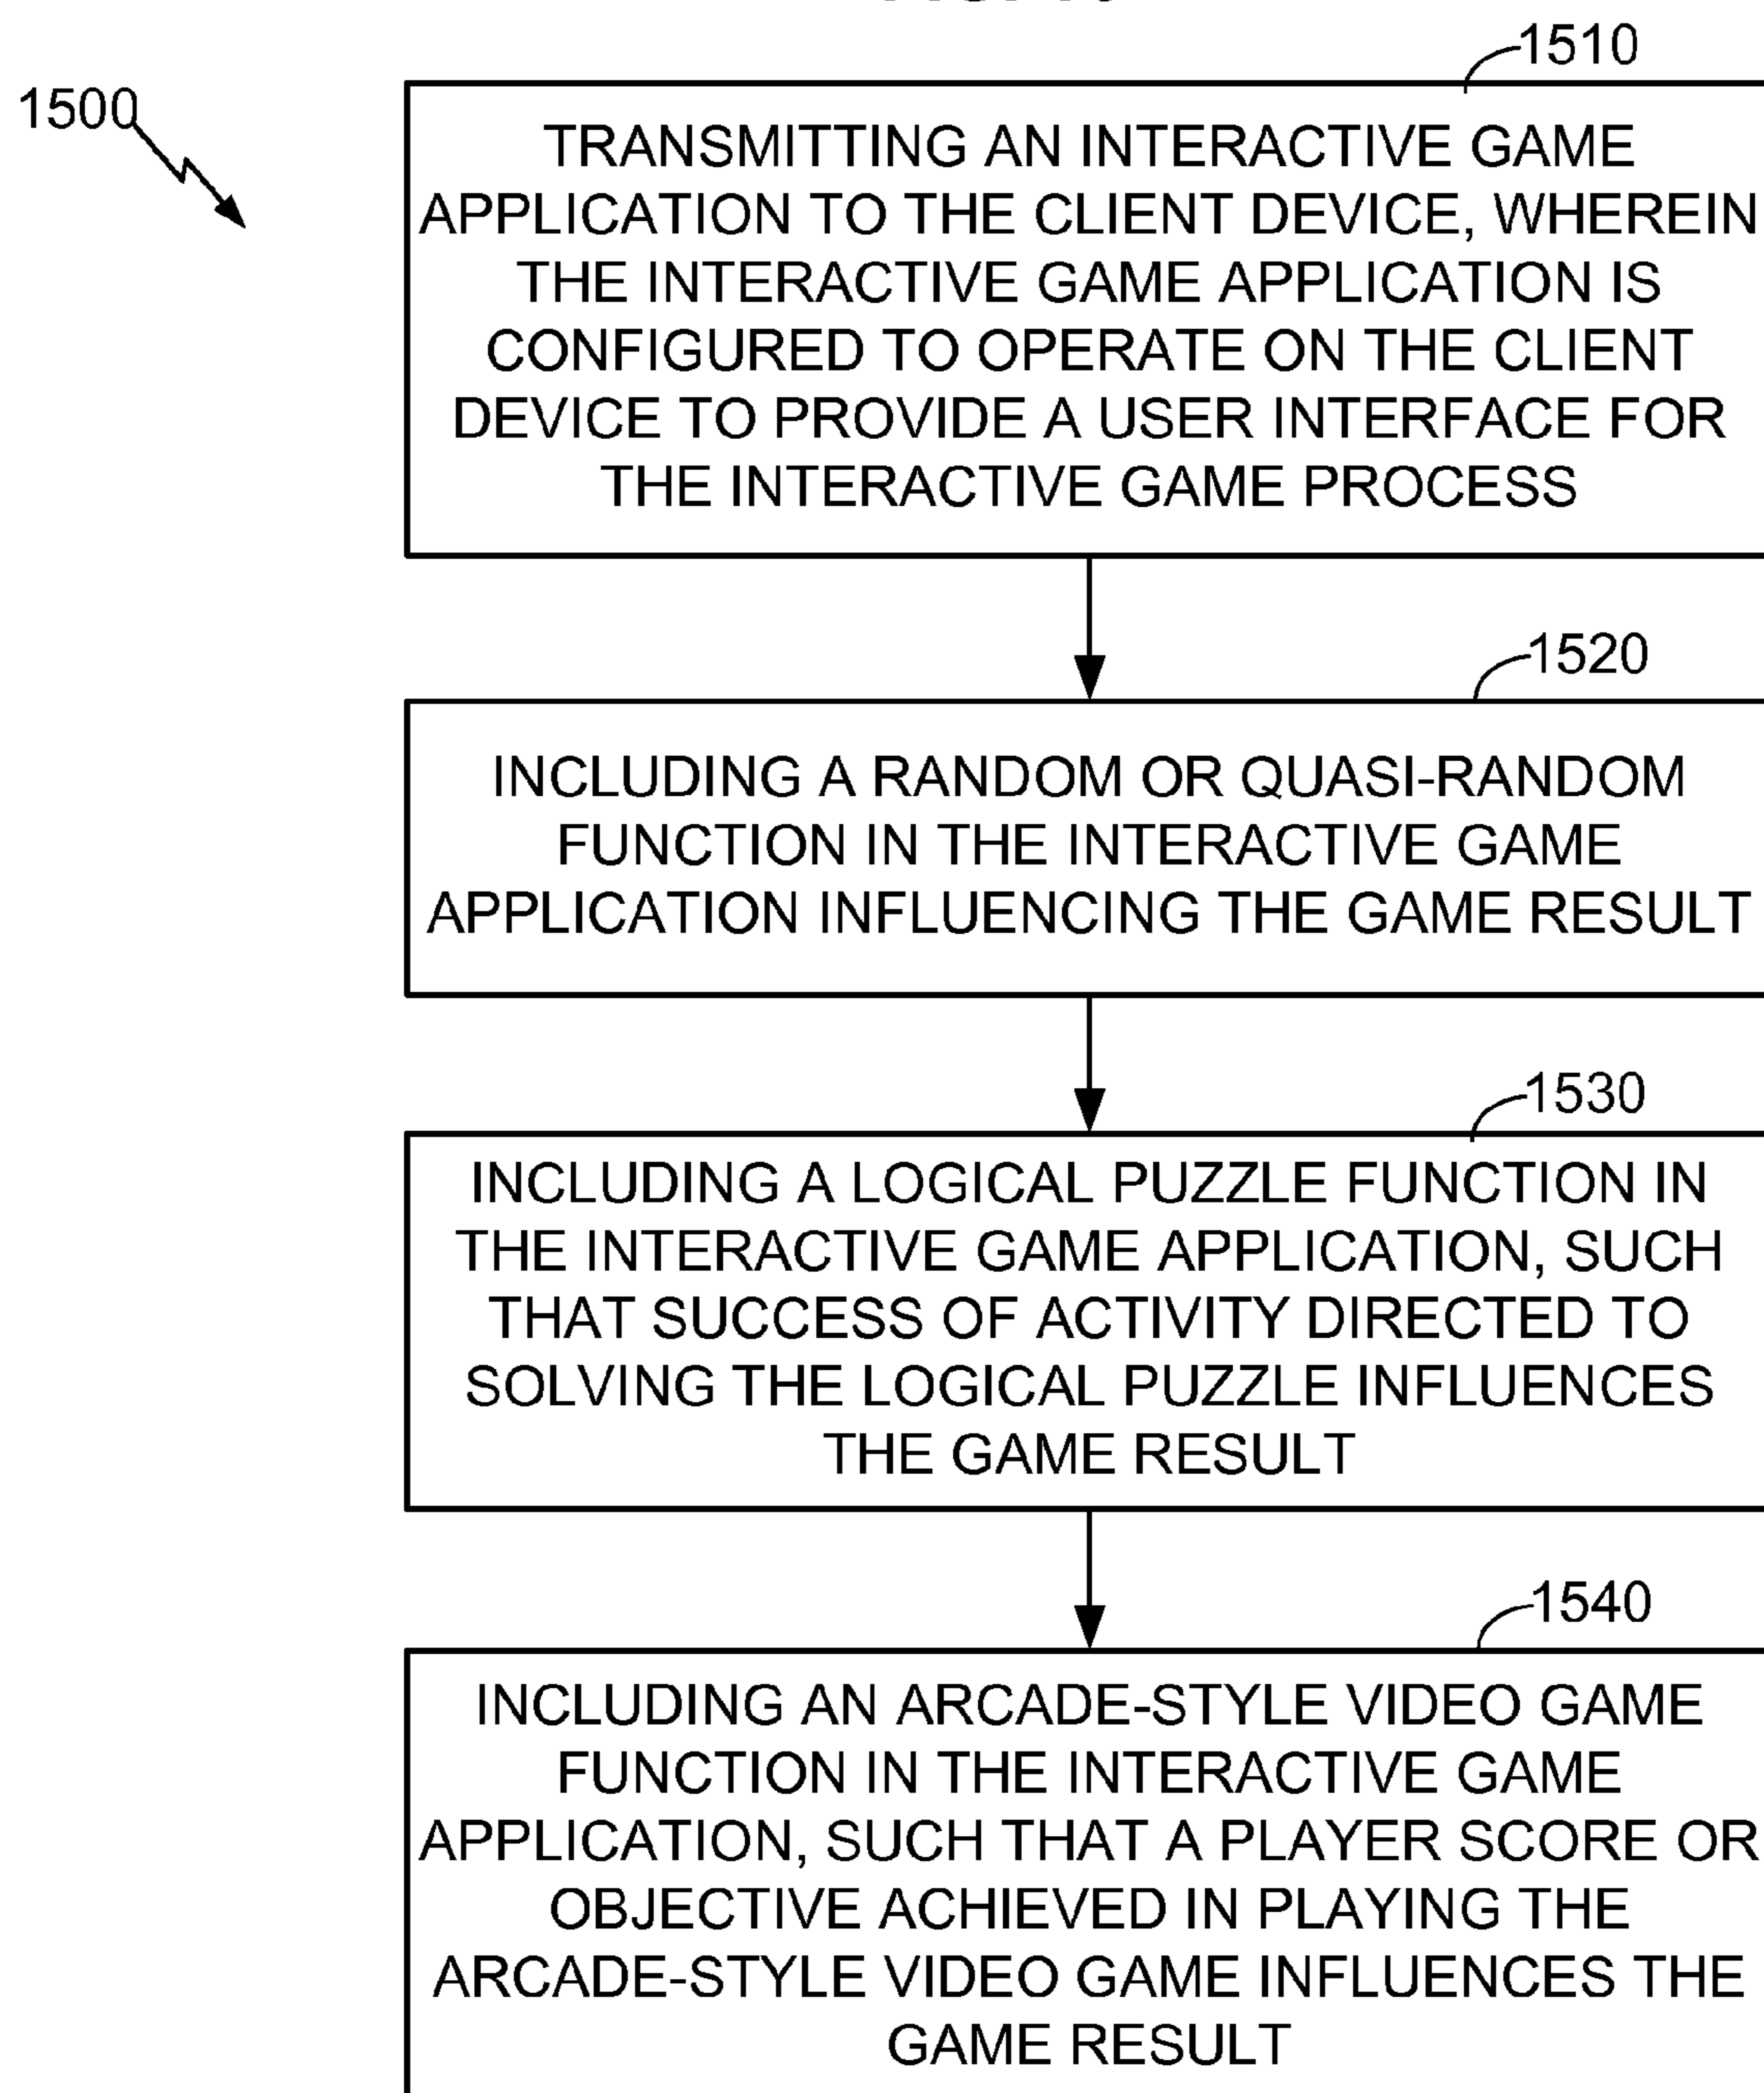 1510
1500
TRANSMITTING AN INTERACTIVE GAME
APPLICATION TO THE CLIENT DEVICE, WHEREIN
THE INTERACTIVE GAME APPLICATION IS
CONFIGURED TO OPERATE ON THE CLIENT
DEVICE TO PROVIDE A USER INTERFACE FOR
THE INTERACTIVE GAME PROCESS
1520
INCLUDING A RANDOM OR QUASI-RANDOM
FUNCTION IN THE INTERACTIVE GAME
APPLICATION INFLUENCING THE GAME RESULT
1530
INCLUDING A LOGICAL PUZZLE FUNCTION IN
THE INTERACTIVE GAME APPLICATION, SUCH
THAT SUCCESS OF ACTIVITY DIRECTED TO
SOLVING THE LOGICAL PUZZLE INFLUENCES
THE GAME RESULT
1540
INCLUDING AN ARCADE-STYLE VIDEO GAME
FUNCTION IN THE INTERACTIVE GAME
APPLICATION, SUCH THAT A PLAYER SCORE OR
OBJECTIVE ACHIEVED IN PLAYING THE
ARCADE-STYLE VIDEO GAME INFLUENCES THE
GAME RESULT